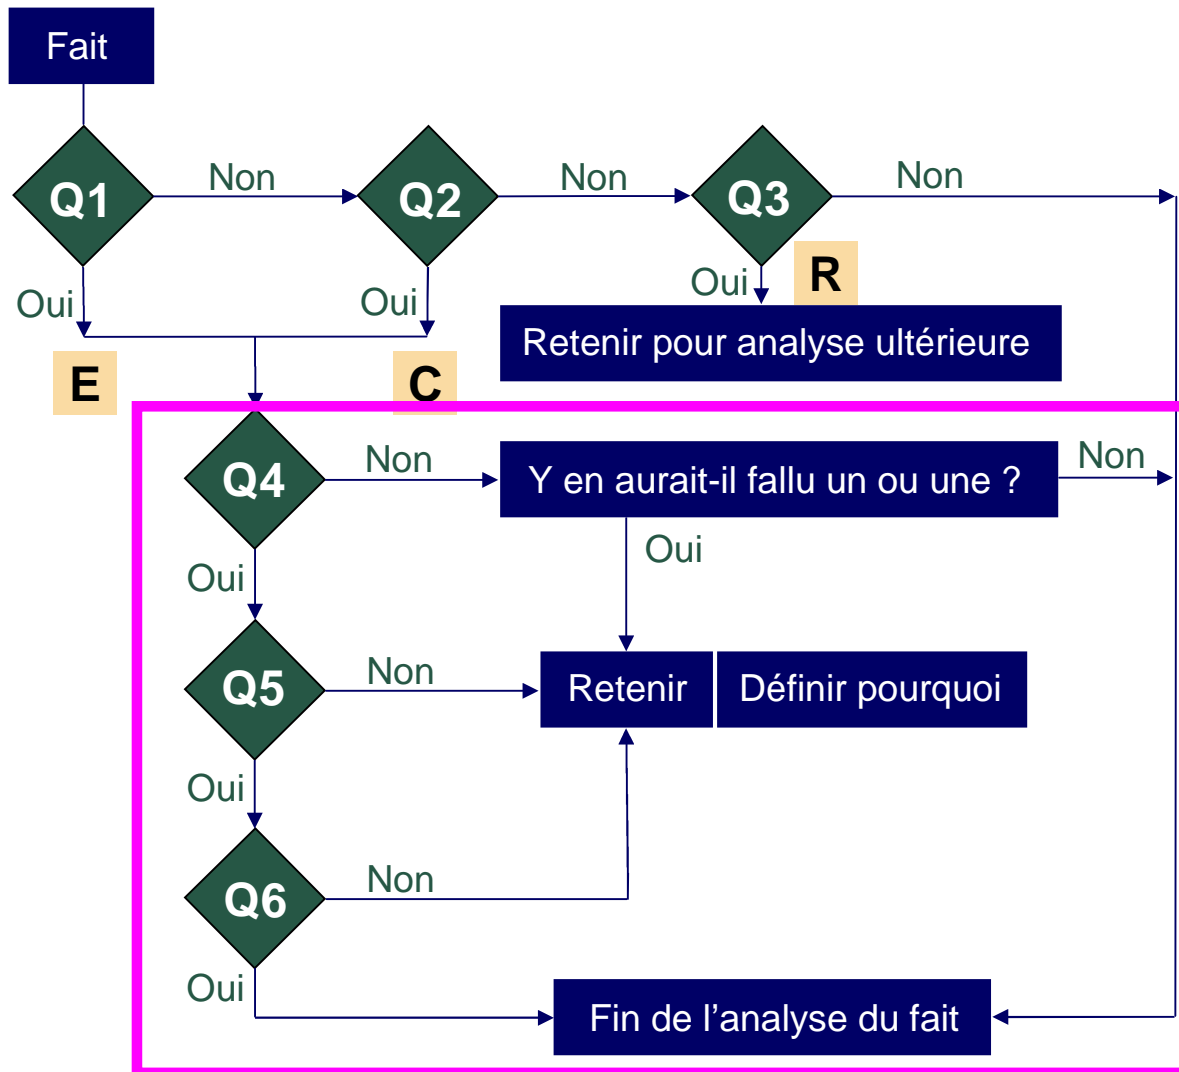 Fait
Q1
Non
Q2
Non
Q3
Non
Oui
Oui
Oui
R
Retenir pour analyse ultérieure
E
C
Q4
Non
Y en aurait-il fallu un ou une ?
Non
Oui
Oui
Q5
Non
Retenir
Définir pourquoi
Oui
Q6
Non
Oui
Fin de l’analyse du fait